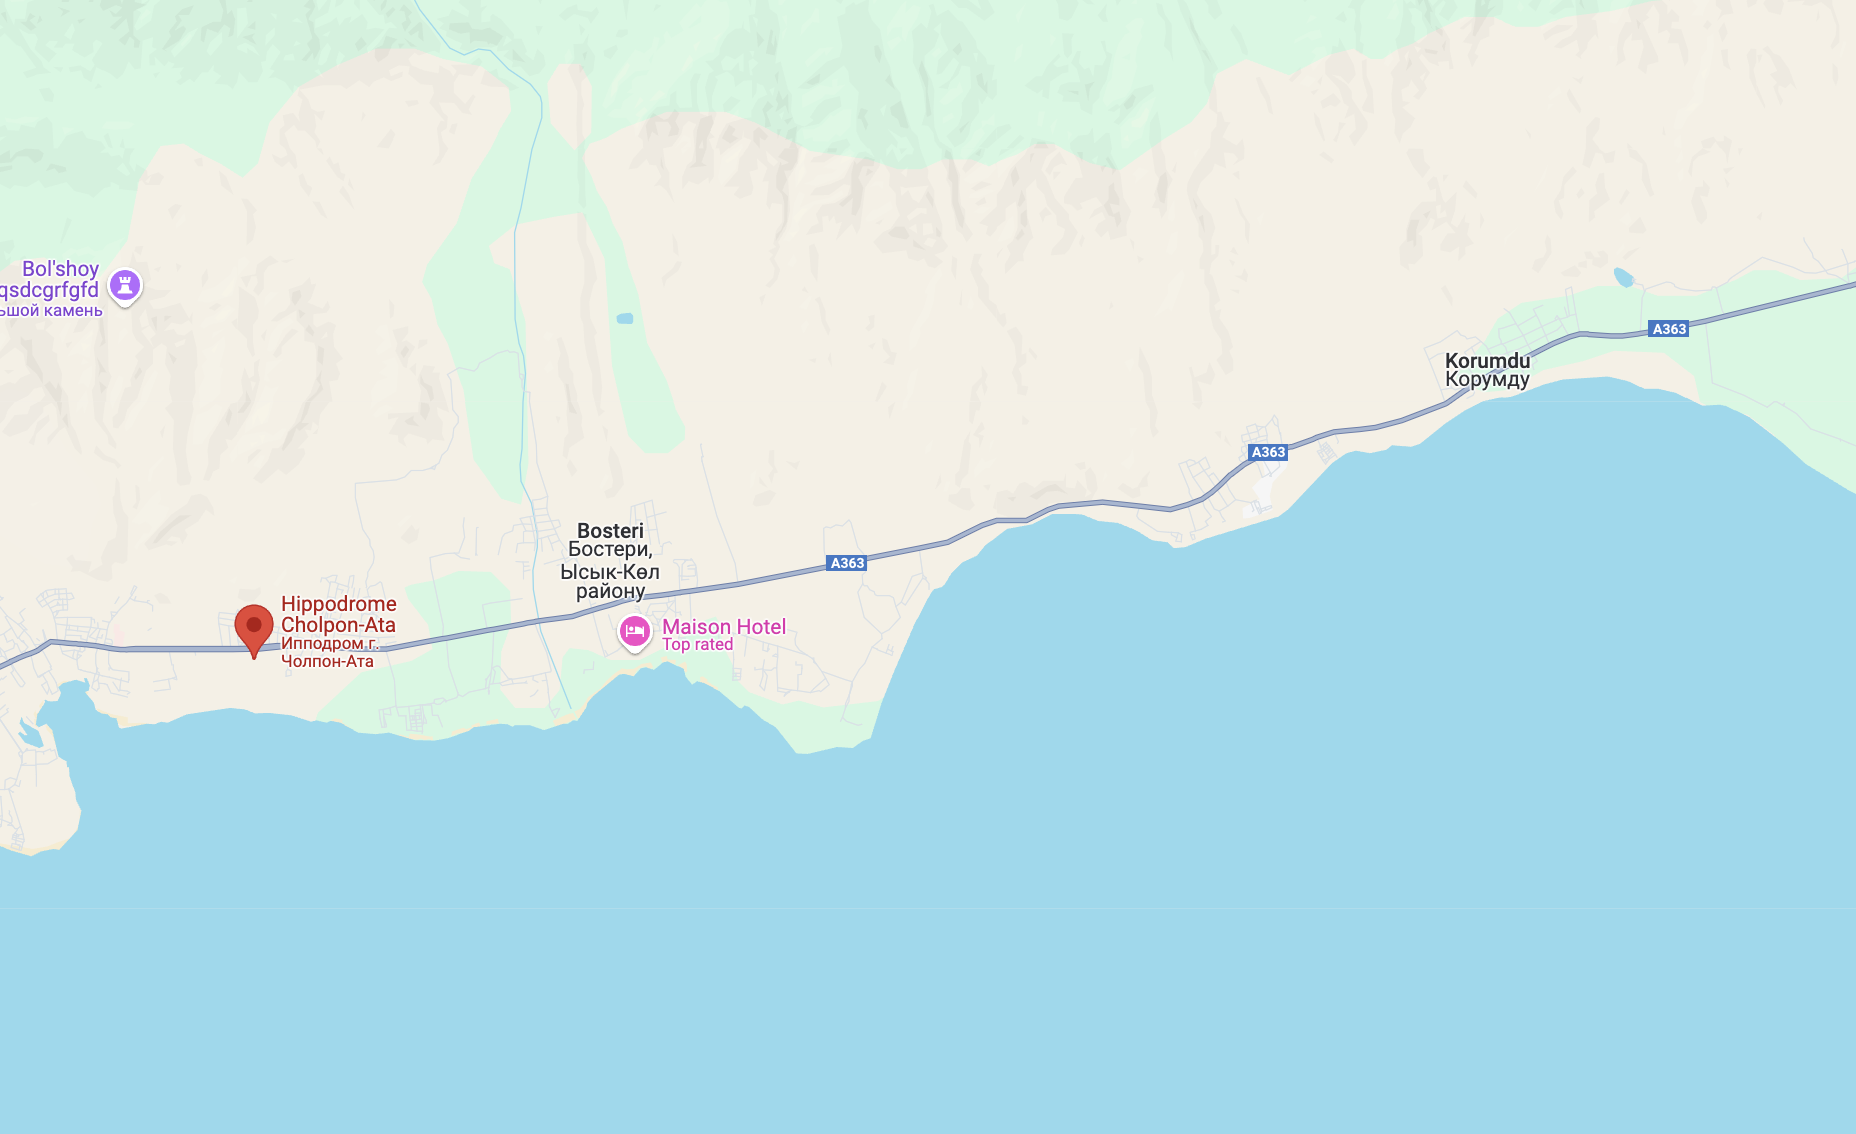 Bol'shoy
qsdcgrfgfd
ьшой камень
A363
Korumdu
Корумду
A363
Bosteri
Бостери,
Ысык-Көл
району
A363
Hippodrome
Cholpon-Ata
Ипподром г.
Чолпон-Ата
Maison Hotel
Top rated